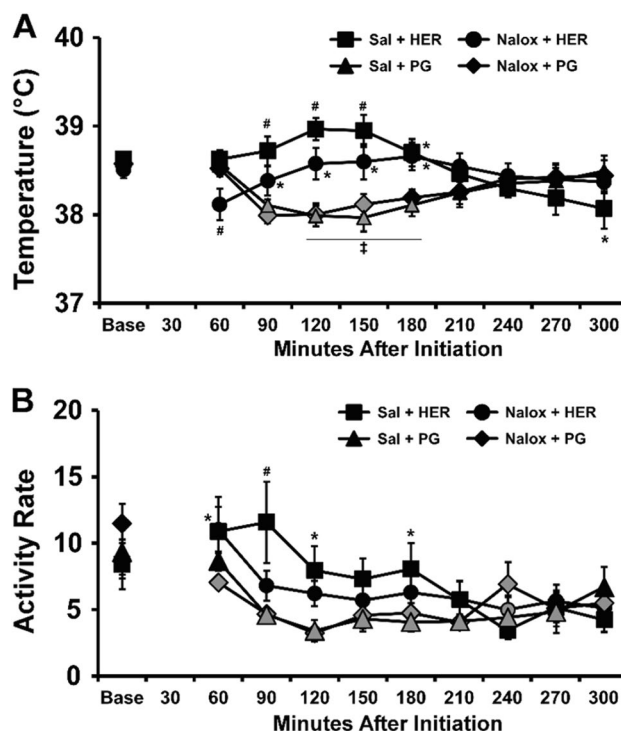 A
40
39
38
37
Temperature (°C)
Sal + HER
Nalox + HER
Sal + PG
Nalox + PG
#
#
#
*
*
*
*
*
#
‡
*
Base 30 60 90 120 150 180 210 240 270 300
Minutes After Initiation
B
20
15
10
5
0
Activity Rate
Sal + HER
Nalox + HER
Sal + PG
Nalox + PG
*
#
*
*
Base 30 60 90 120 150 180 210 240 270 300
Minutes After Initiation